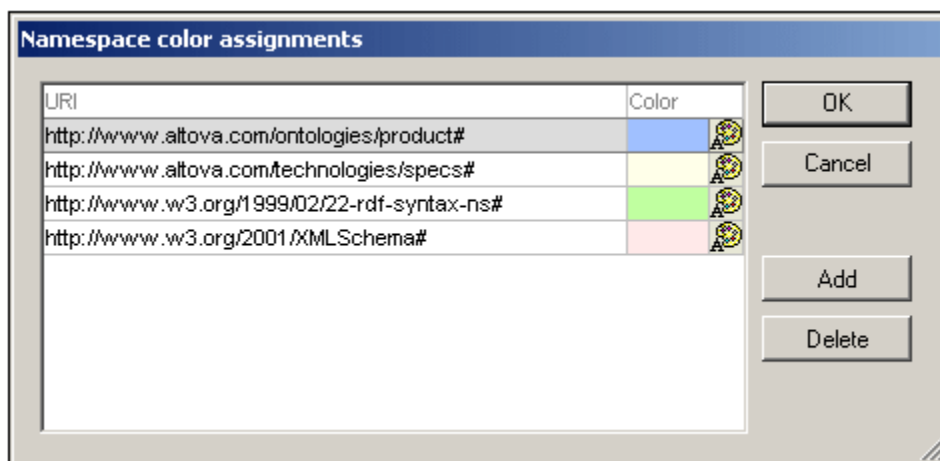 Namespace color assignments
URI Color
http://www.altova.com/ontologies/product#
http://www.altova.com/technologies/specs#
http://www.w3.org/1999/02/22-rdf-syntax-ns#
http://www.w3.org/2001/XMLSchema#
OK
Cancel
Add
Delete